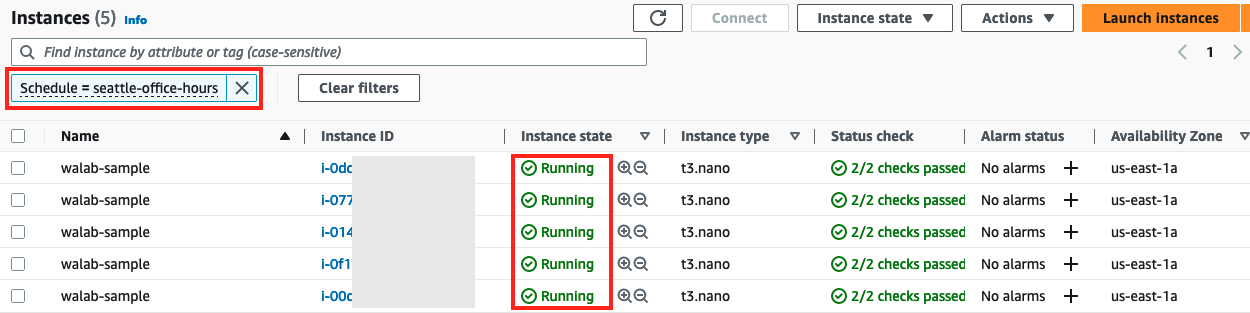 Instances (5) Info Connect Instance state Actions Launch instances
Find instance by attribute or tag (case-sensitive) 1
Schedule = seattle-office-hours Clear filters
Name Instance ID Instance state Instance type Status check Alarm status Availability Zone
walab-sample i-0dc Running t3.nano 2/2 checks passed No alarms us-east-1a
walab-sample i-077 Running t3.nano 2/2 checks passed No alarms us-east-1a
walab-sample i-014 Running t3.nano 2/2 checks passed No alarms us-east-1a
walab-sample i-0f1 Running t3.nano 2/2 checks passed No alarms us-east-1a
walab-sample i-00c Running t3.nano 2/2 checks passed No alarms us-east-1a